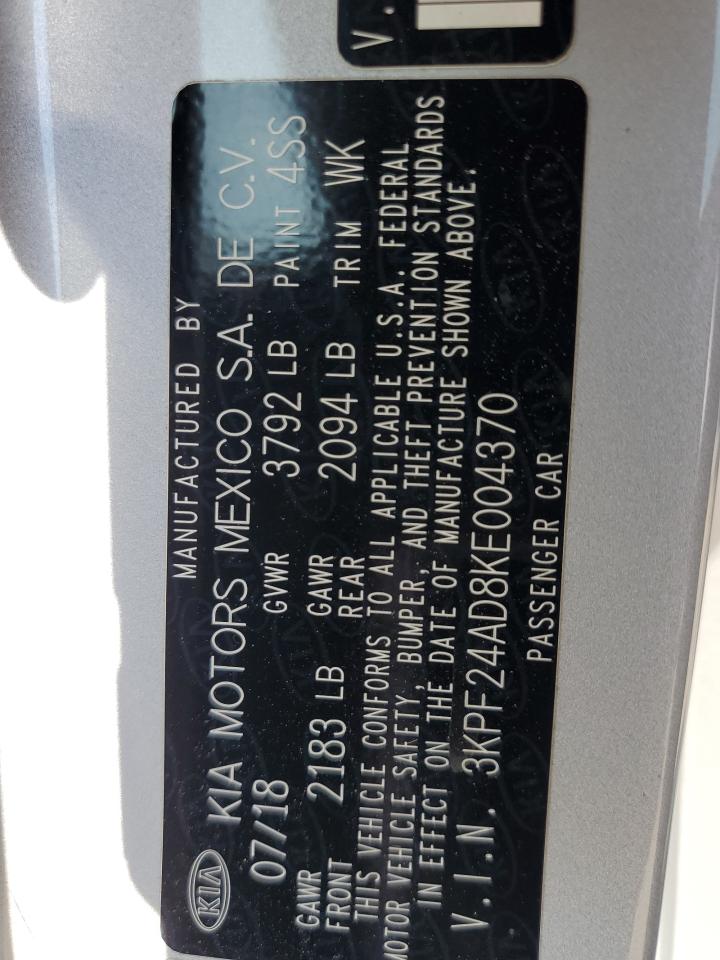 V.
MANUFACTURED BY
KIA KIA MOTORS MEXICO S.A. DE C.V.
07/18 GVWR 3792 LB PAINT 4SS
GAWR FRONT 2183 LB GAWR REAR 2094 LB TRIM WK
THIS VEHICLE CONFORMS TO ALL APPLICABLE U.S.A. FEDERAL
MOTOR VEHICLE SAFETY, BUMPER, AND THEFT PREVENTION STANDARDS
IN EFFECT ON THE DATE OF MANUFACTURE SHOWN ABOVE.
V.I.N. 3KPF24AD8KE004370
PASSENGER CAR